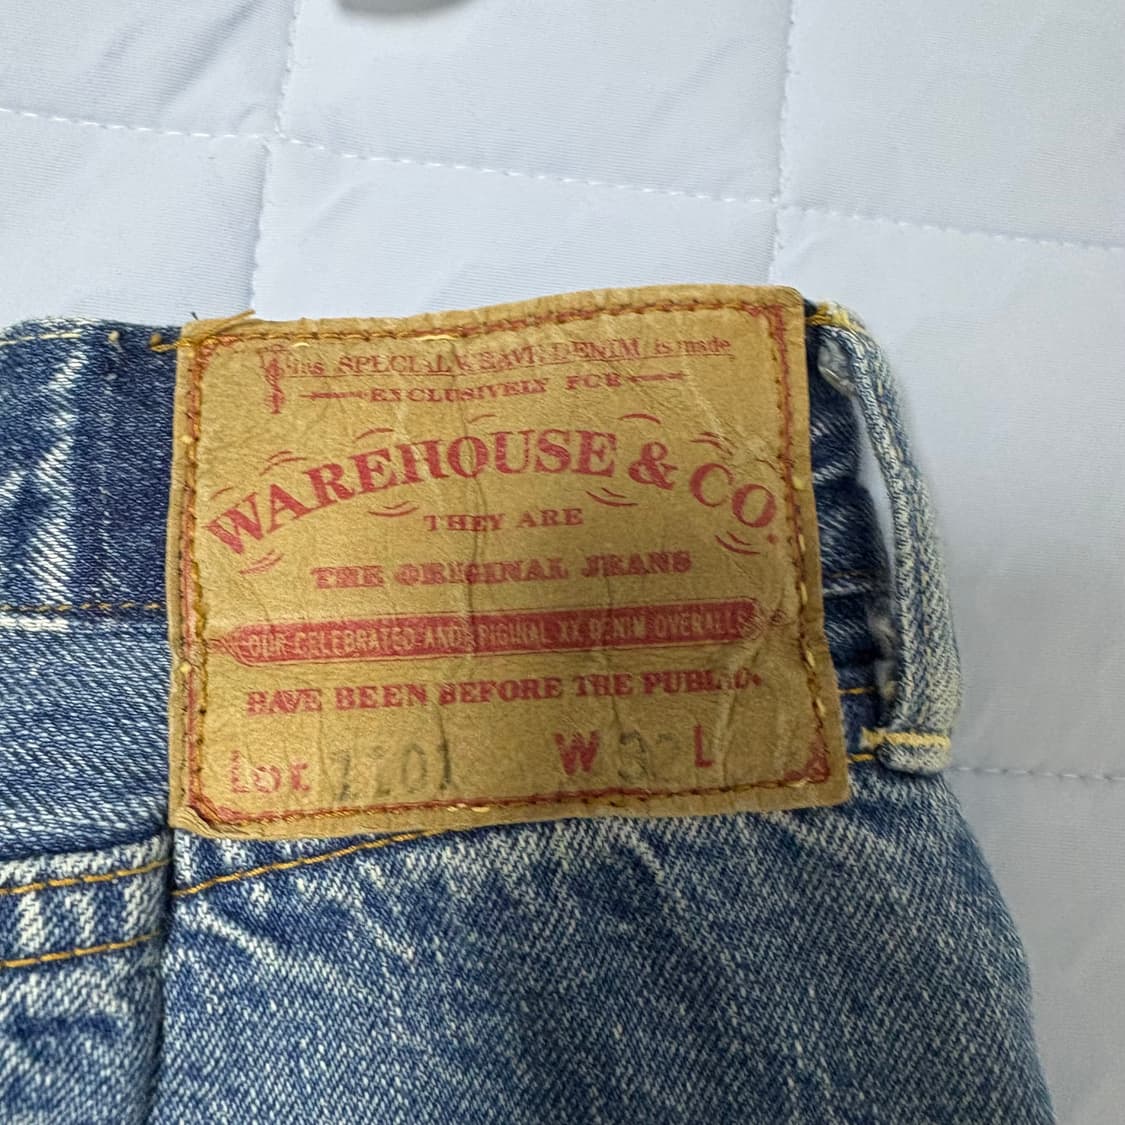 This SPECIAL WEAVE DENIM is made
EXCLUSIVELY FOR
WAREHOUSE & CO.
THEY ARE
THE ORIGINAL JEANS
OUR CELEBRATED AND ORIGINAL XX DENIM OVERALLS
HAVE BEEN BEFORE THE PUBLIC.
Lot W L